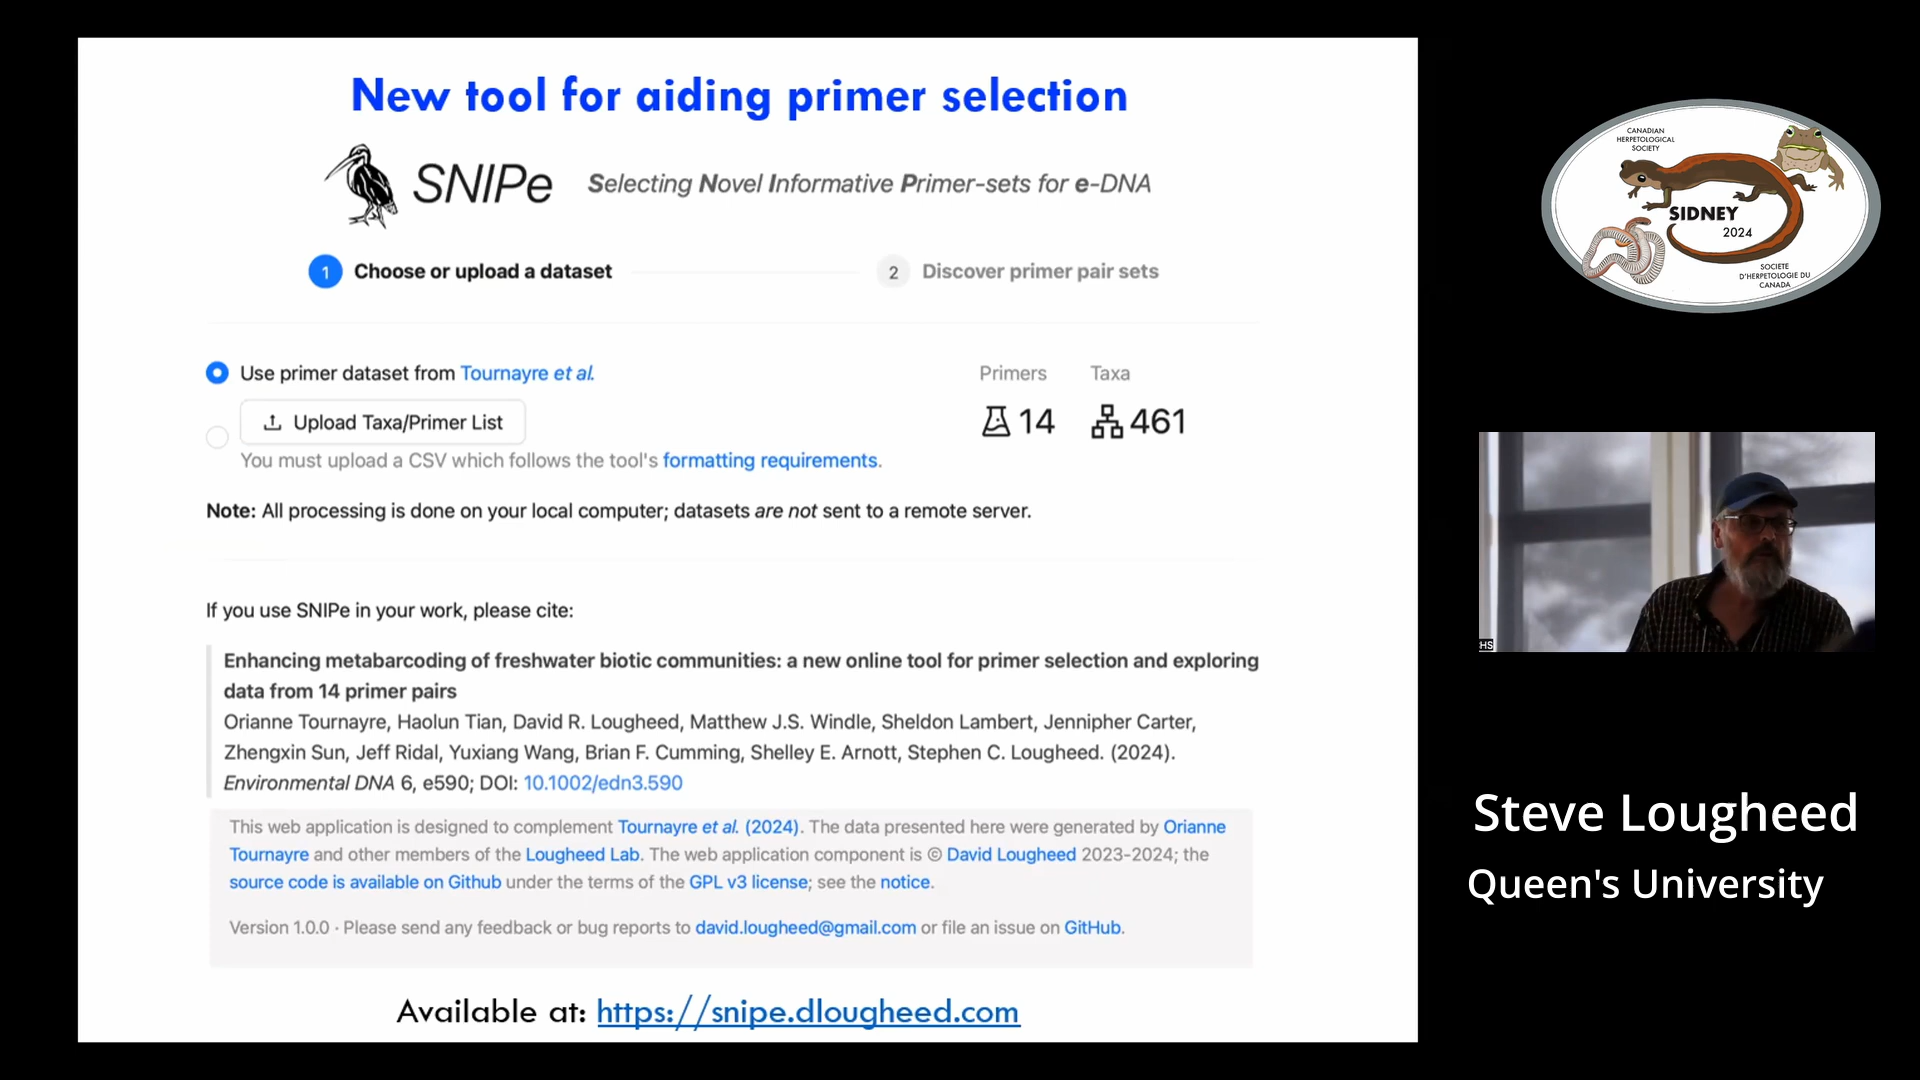 New tool for aiding primer selection
SNIPe Selecting Novel Informative Primer-sets for e-DNA
1 Choose or upload a dataset
2 Discover primer pair sets
Use primer dataset from Tournayre et al.
Upload Taxa/Primer List
You must upload a CSV which follows the tool's formatting requirements.
Primers
14
Taxa
461
Note: All processing is done on your local computer; datasets are not sent to a remote server.
If you use SNIPe in your work, please cite:
Enhancing metabarcoding of freshwater biotic communities: a new online tool for primer selection and exploring
data from 14 primer pairs
Orianne Tournayre, Haolun Tian, David R. Lougheed, Matthew J.S. Windle, Sheldon Lambert, Jennipher Carter,
Zhengxin Sun, Jeff Ridal, Yuxiang Wang, Brian F. Cumming, Shelley E. Arnott, Stephen C. Lougheed. (2024).
Environmental DNA 6, e590; DOI: 10.1002/edn3.590
This web application is designed to complement Tournayre et al. (2024). The data presented here were generated by Orianne
Tournayre and other members of the Lougheed Lab. The web application component is © David Lougheed 2023-2024; the
source code is available on Github under the terms of the GPL v3 license; see the notice.
Version 1.0.0 · Please send any feedback or bug reports to david.lougheed@gmail.com or file an issue on GitHub.
Available at: https://snipe.dlougheed.com
CANADIAN
HERPETOLOGICAL
SOCIETY
SIDNEY
2024
SOCIETE
D'HERPETOLOGIE DU
CANADA
HS
Steve Lougheed
Queen's University